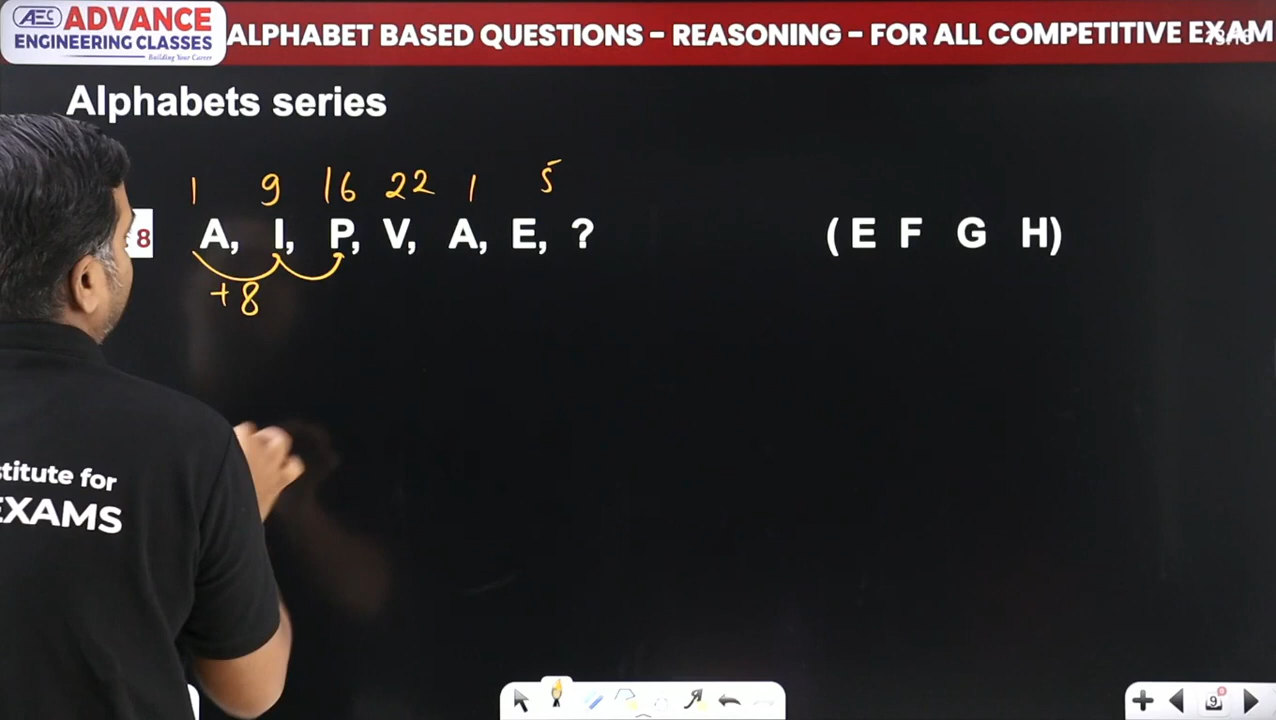 AEC ADVANCE
ENGINEERING CLASSES
Building Your Career
ALPHABET BASED QUESTIONS - REASONING - FOR ALL COMPETITIVE EXAM
Alphabets series
1 9 16 22 1 5
8 A, I, P, V, A, E, ? ( E F G H)
+8
stitute for
EXAMS
9